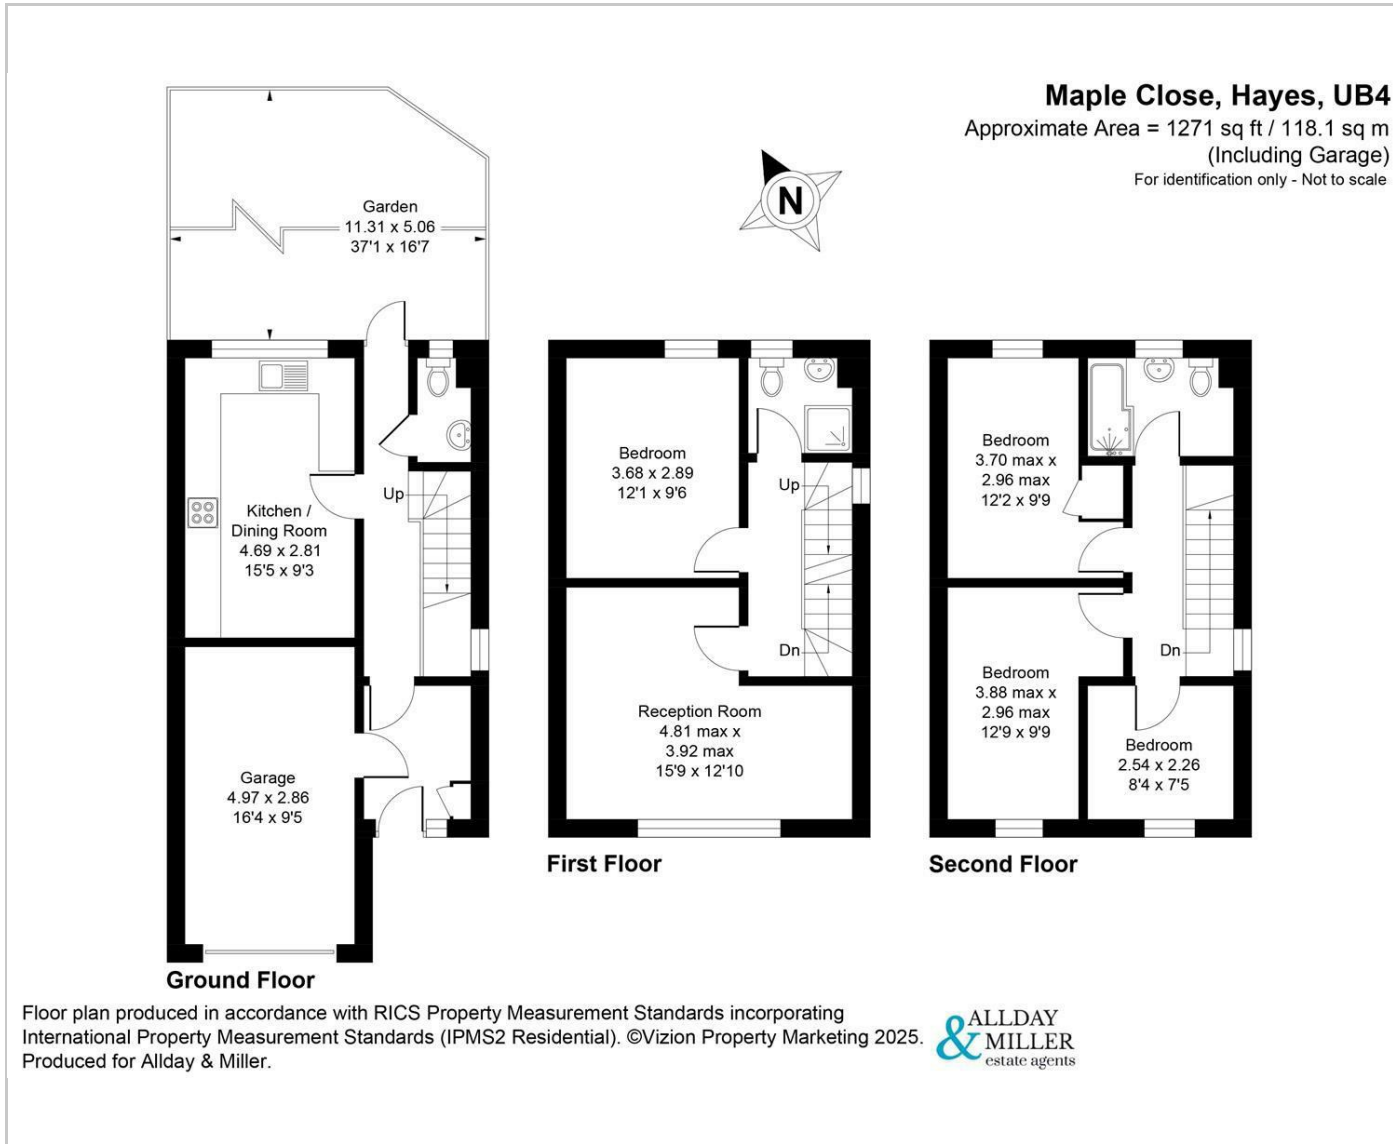 Maple Close, Hayes, UB4
Approximate Area = 1271 sq ft / 118.1 sq m
(Including Garage)
For identification only - Not to scale
N
Garden
11.31 x 5.06
37'1 x 16'7
Up
Kitchen /
Dining Room
4.69 x 2.81
15'5 x 9'3
Garage
4.97 x 2.86
16'4 x 9'5
Ground Floor
Bedroom
3.68 x 2.89
12'1 x 9'6
Up
Dn
Reception Room
4.81 max x
3.92 max
15'9 x 12'10
First Floor
Bedroom
3.70 max x
2.96 max
12'2 x 9'9
Dn
Bedroom
3.88 max x
2.96 max
12'9 x 9'9
Bedroom
2.54 x 2.26
8'4 x 7'5
Second Floor
Floor plan produced in accordance with RICS Property Measurement Standards incorporating
International Property Measurement Standards (IPMS2 Residential). ©Vizion Property Marketing 2025.
Produced for Allday & Miller.
ALLDAY
& MILLER
estate agents